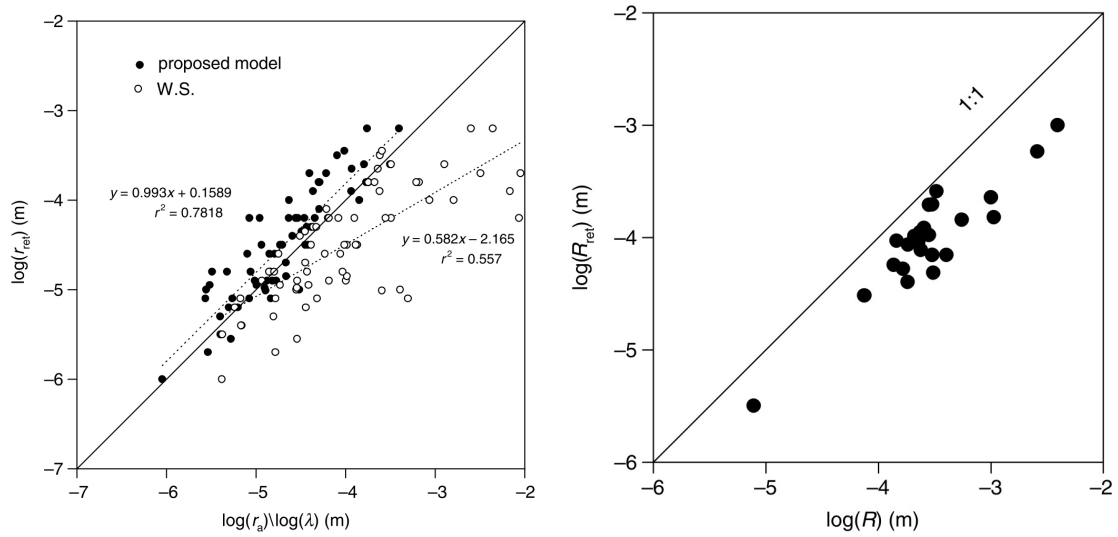 −2
−3
−4
−5
−6
−7
log(r_ret) (m)
proposed model
W.S.
y = 0.993x + 0.1589
r² = 0.7818
y = 0.582x − 2.165
r² = 0.557
−7 −6 −5 −4 −3 −2
log(r_a)\log(λ) (m)
−2
−3
−4
−5
−6
log(R_ret) (m)
1:1
−6 −5 −4 −3 −2
log(R) (m)